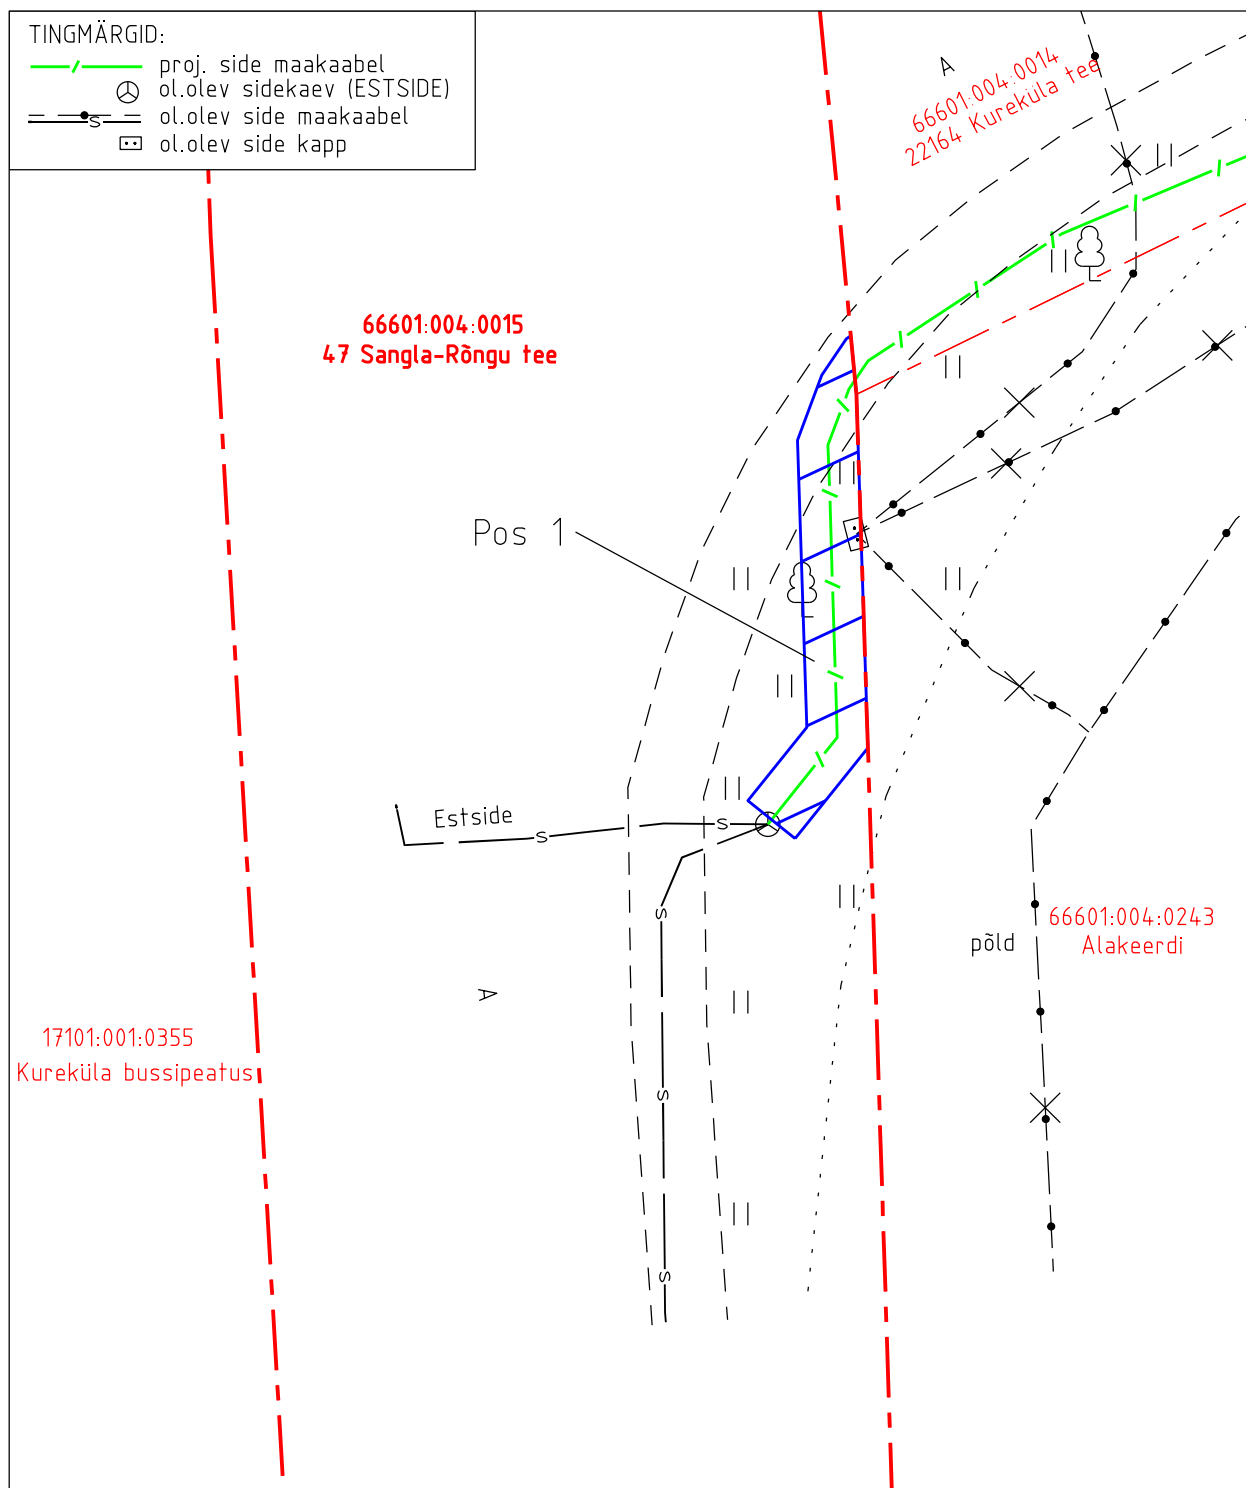 TINGMÄRGID:
proj. side maakaabel
ol.olev sidekaev (ESTSIDE)
S
ol.olev side maakaabel
ol.olev side kapp
A
66601:004:0014
22164 Kureküla tee
66601:004:0015
47 Sangla-Rõngu tee
Pos 1
Estside
S
S
S
66601:004:0243
põld
Alakeerdi
A
17101:001:0355
Kureküla bussipeatus
S
S